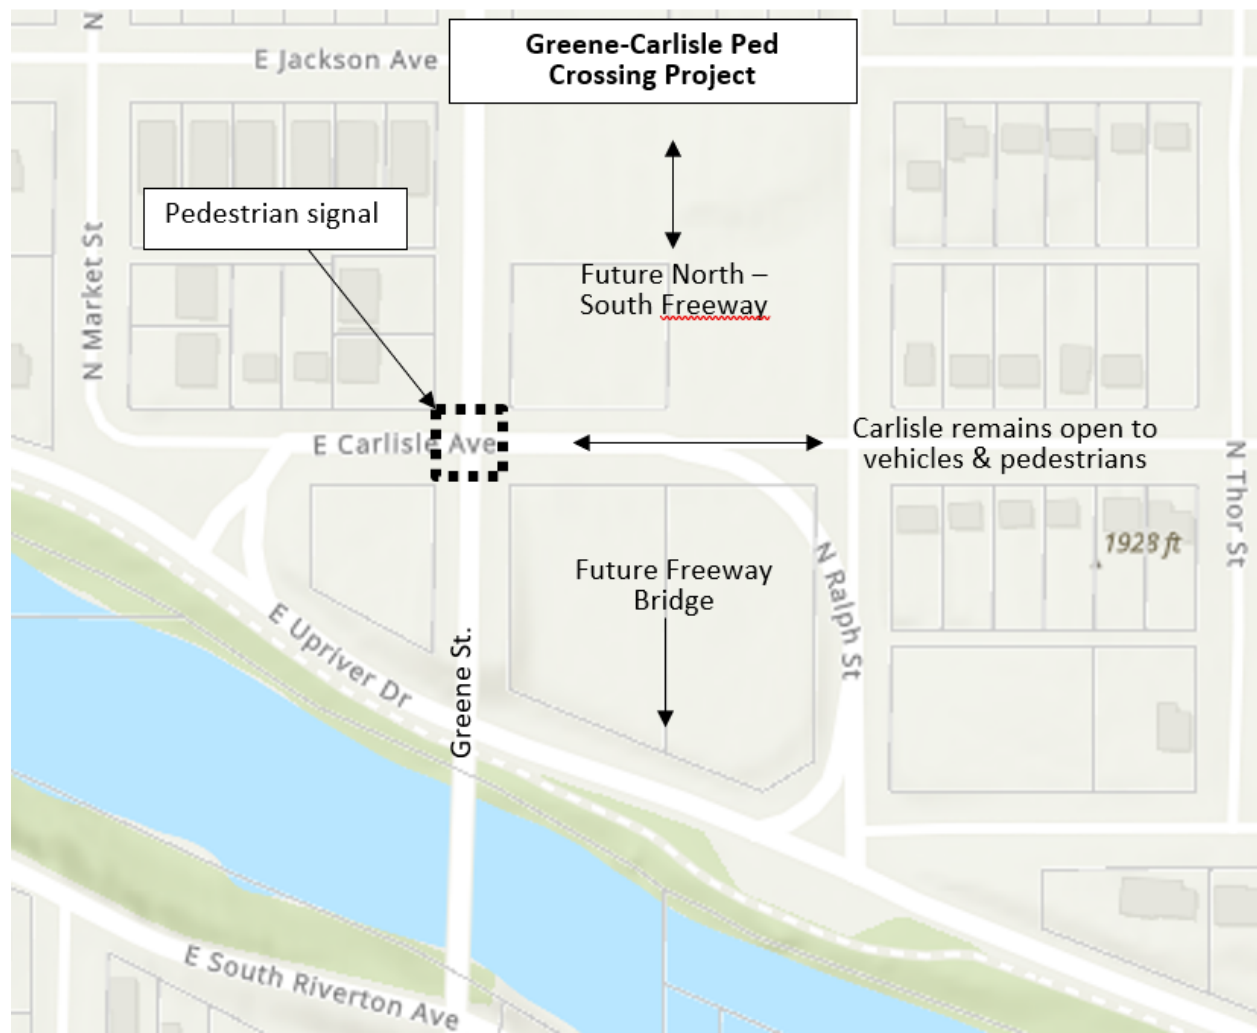 N
E Jackson Ave
Greene-Carlisle Ped
Crossing Project
Pedestrian signal
N Market St
Future North –
South Freeway
E Carlisle Ave
Carlisle remains open to
vehicles & pedestrians
N Thor St
1928 ft
Future Freeway
Bridge
N Ralph St
E Upriver Dr
Greene St.
E South Riverton Ave